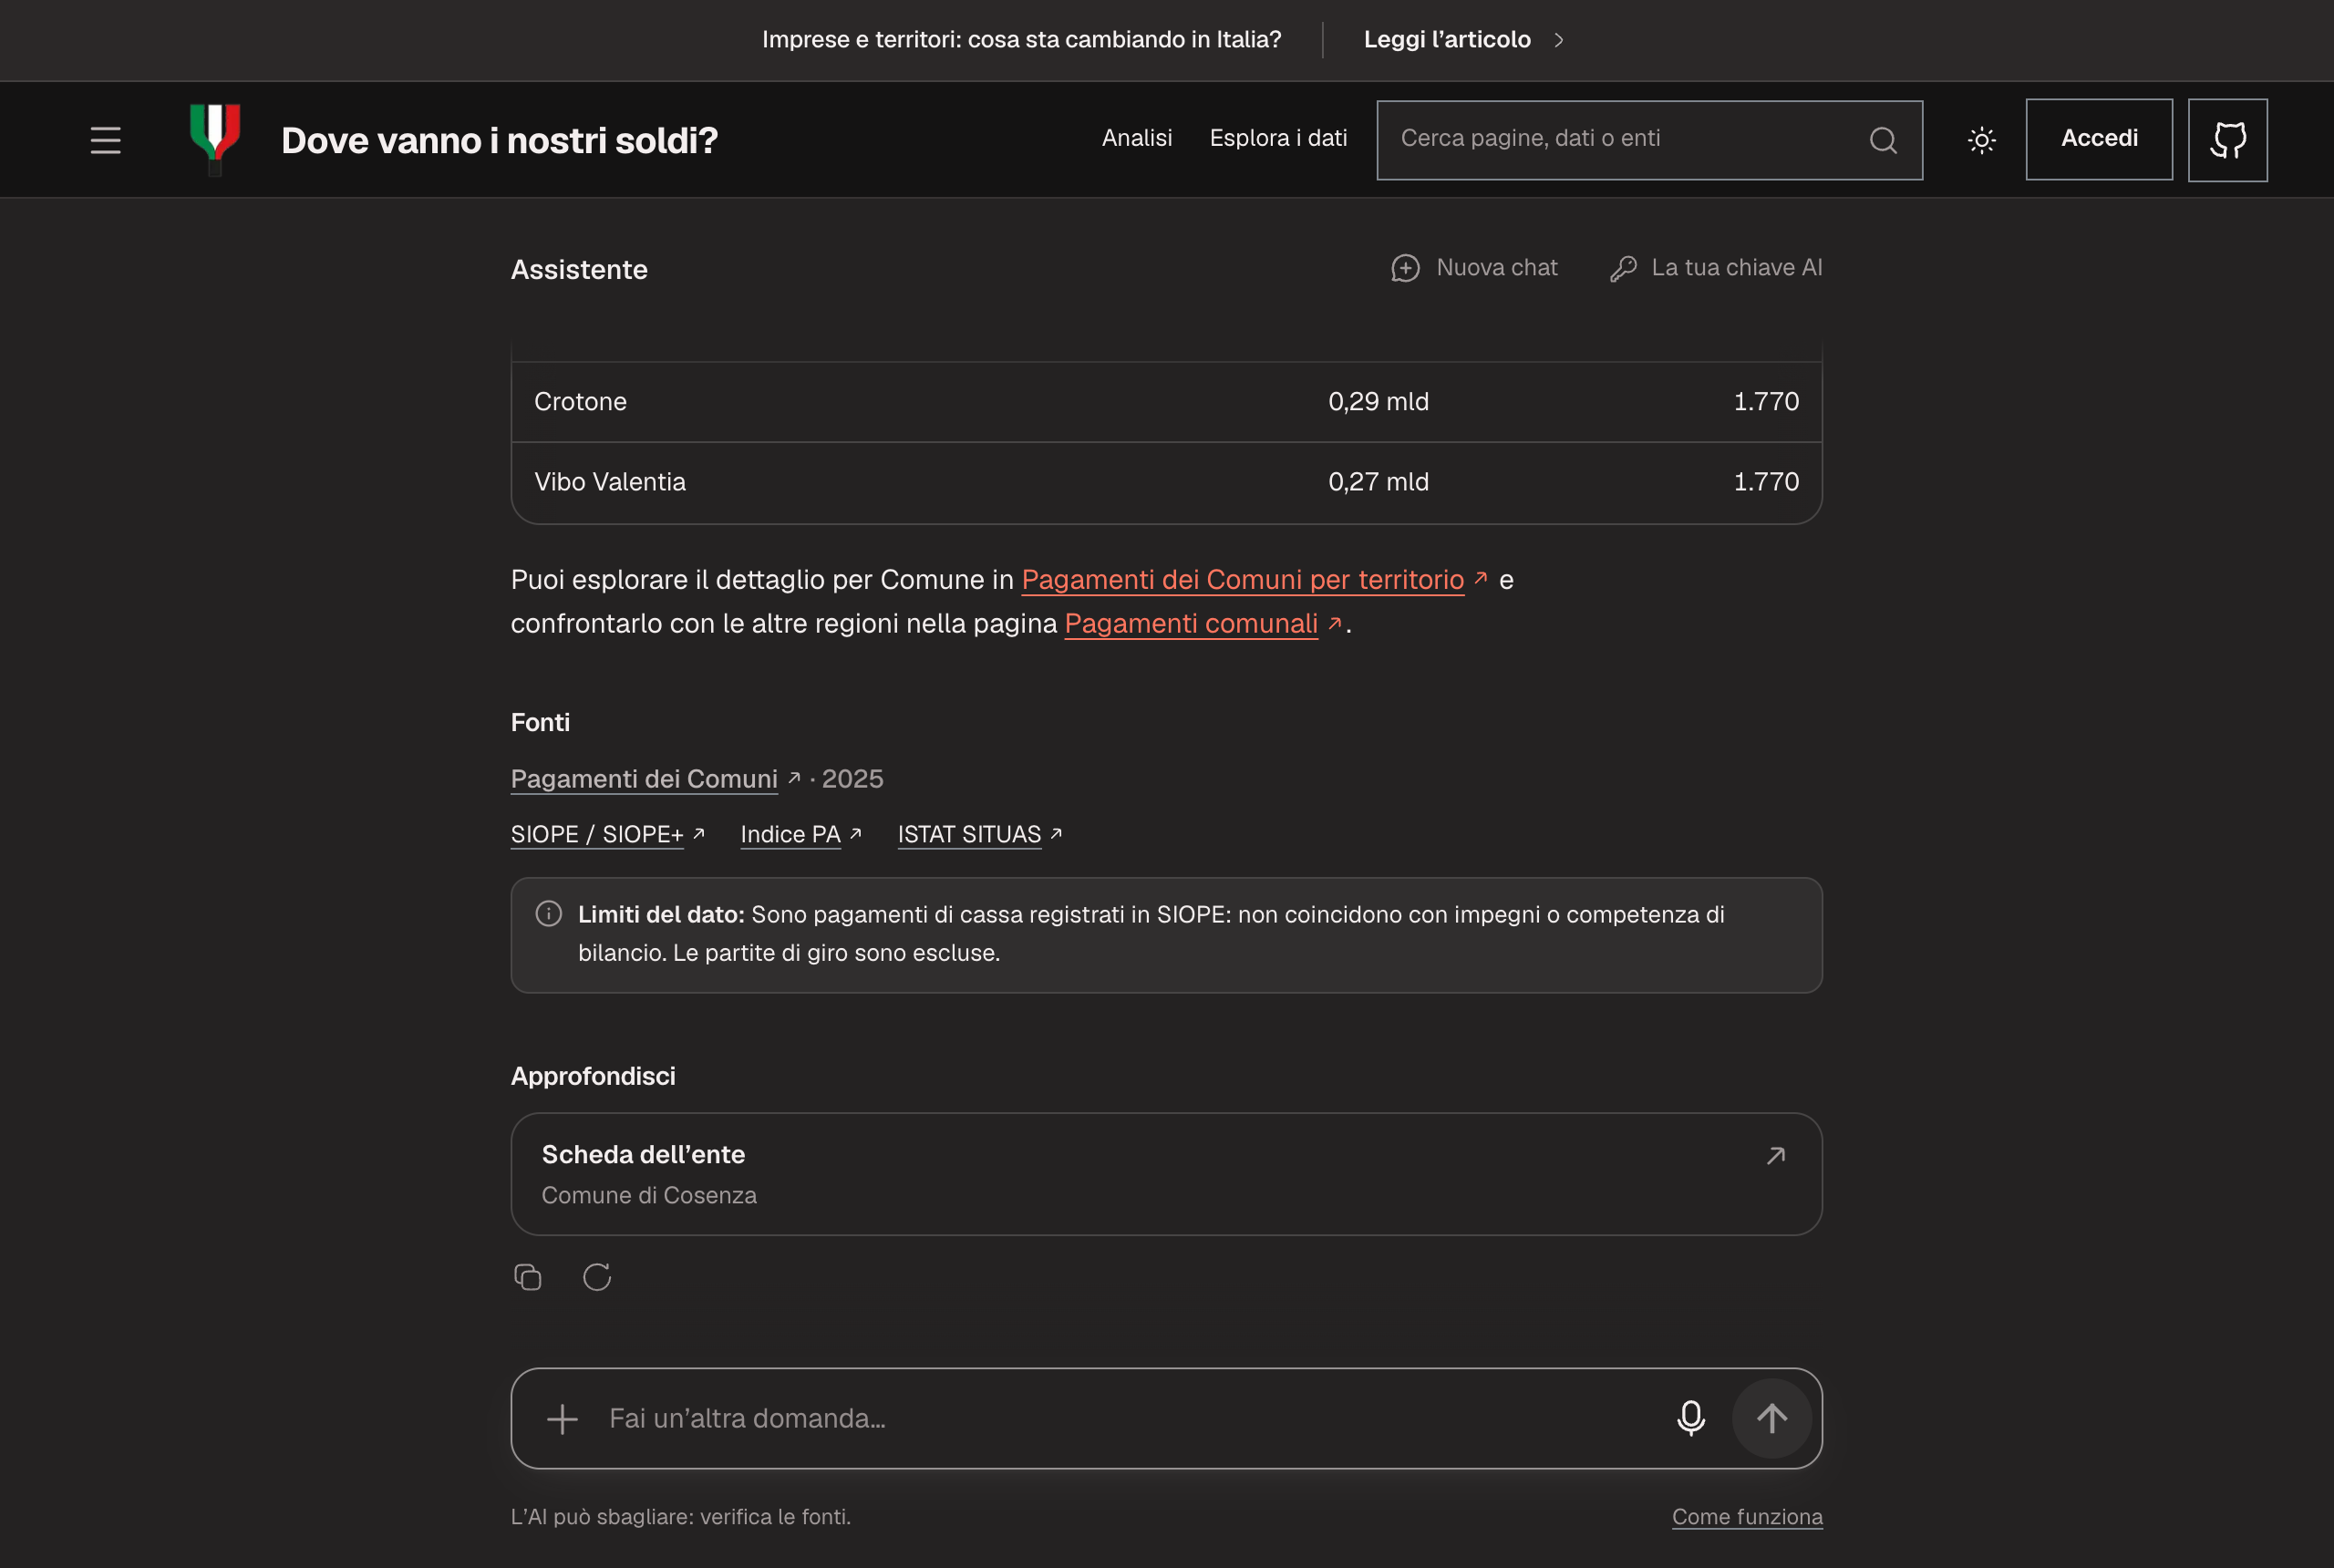 Imprese e territori: cosa sta cambiando in Italia? Leggi l’articolo
Dove vanno i nostri soldi? Analisi Esplora i dati Cerca pagine, dati o enti Accedi
Assistente Nuova chat La tua chiave AI
Crotone 0,29 mld 1.770
Vibo Valentia 0,27 mld 1.770
Puoi esplorare il dettaglio per Comune in Pagamenti dei Comuni per territorio ↗ e
confrontarlo con le altre regioni nella pagina Pagamenti comunali ↗.
Fonti
Pagamenti dei Comuni ↗ · 2025
SIOPE / SIOPE+ ↗ Indice PA ↗ ISTAT SITUAS ↗
Limiti del dato: Sono pagamenti di cassa registrati in SIOPE: non coincidono con impegni o competenza di
bilancio. Le partite di giro sono escluse.
Approfondisci
Scheda dell’ente
Comune di Cosenza
Fai un’altra domanda…
L’AI può sbagliare: verifica le fonti. Come funziona